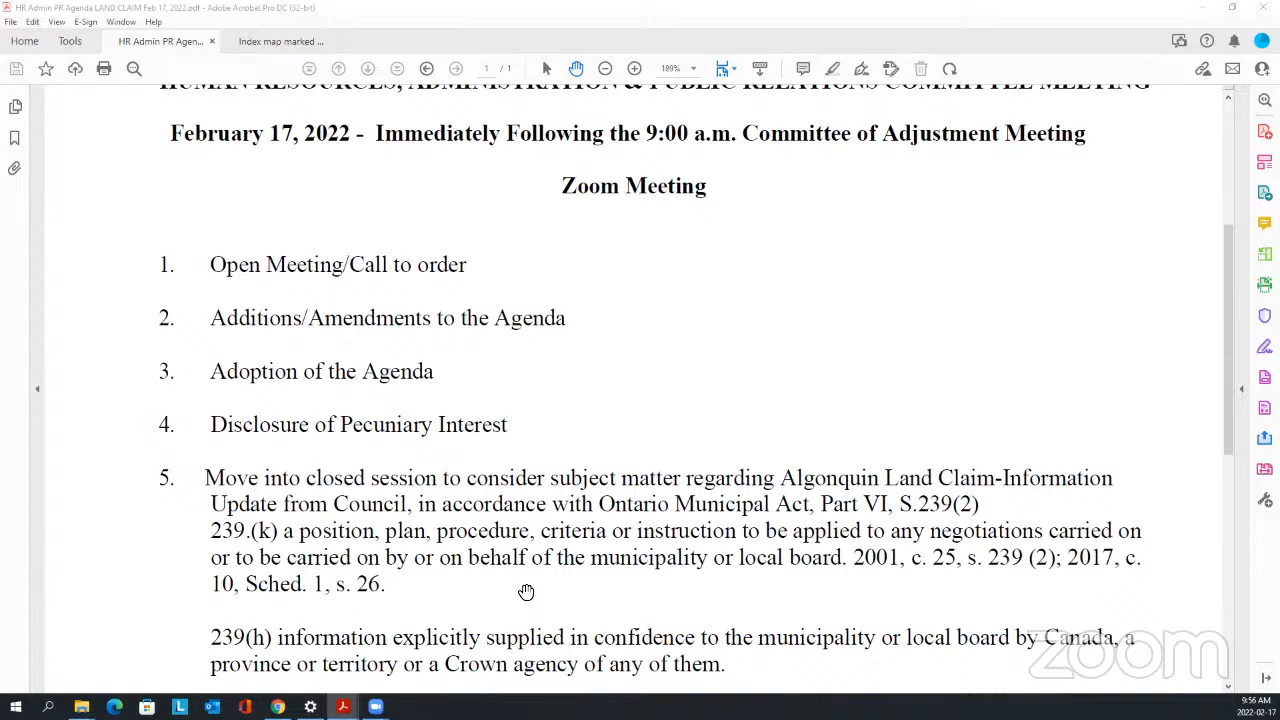 HR Admin PR Agenda LAND CLAIM Feb 17, 2022.pdf - Adobe Acrobat Pro DC (32-bit)
File Edit View E-Sign Window Help
Home Tools HR Admin PR Agen... × Index map marked ...
1 / 1 189%
HUMAN RESOURCES, ADMINISTRATION & PUBLIC RELATIONS COMMITTEE MEETING
February 17, 2022 - Immediately Following the 9:00 a.m. Committee of Adjustment Meeting
Zoom Meeting
1. Open Meeting/Call to order
2. Additions/Amendments to the Agenda
3. Adoption of the Agenda
4. Disclosure of Pecuniary Interest
5. Move into closed session to consider subject matter regarding Algonquin Land Claim-Information
Update from Council, in accordance with Ontario Municipal Act, Part VI, S.239(2)
239.(k) a position, plan, procedure, criteria or instruction to be applied to any negotiations carried on
or to be carried on by or on behalf of the municipality or local board. 2001, c. 25, s. 239 (2); 2017, c.
10, Sched. 1, s. 26.
239(h) information explicitly supplied in confidence to the municipality or local board by Canada, a
province or territory or a Crown agency of any of them.
zoom
9:56 AM
2022-02-17